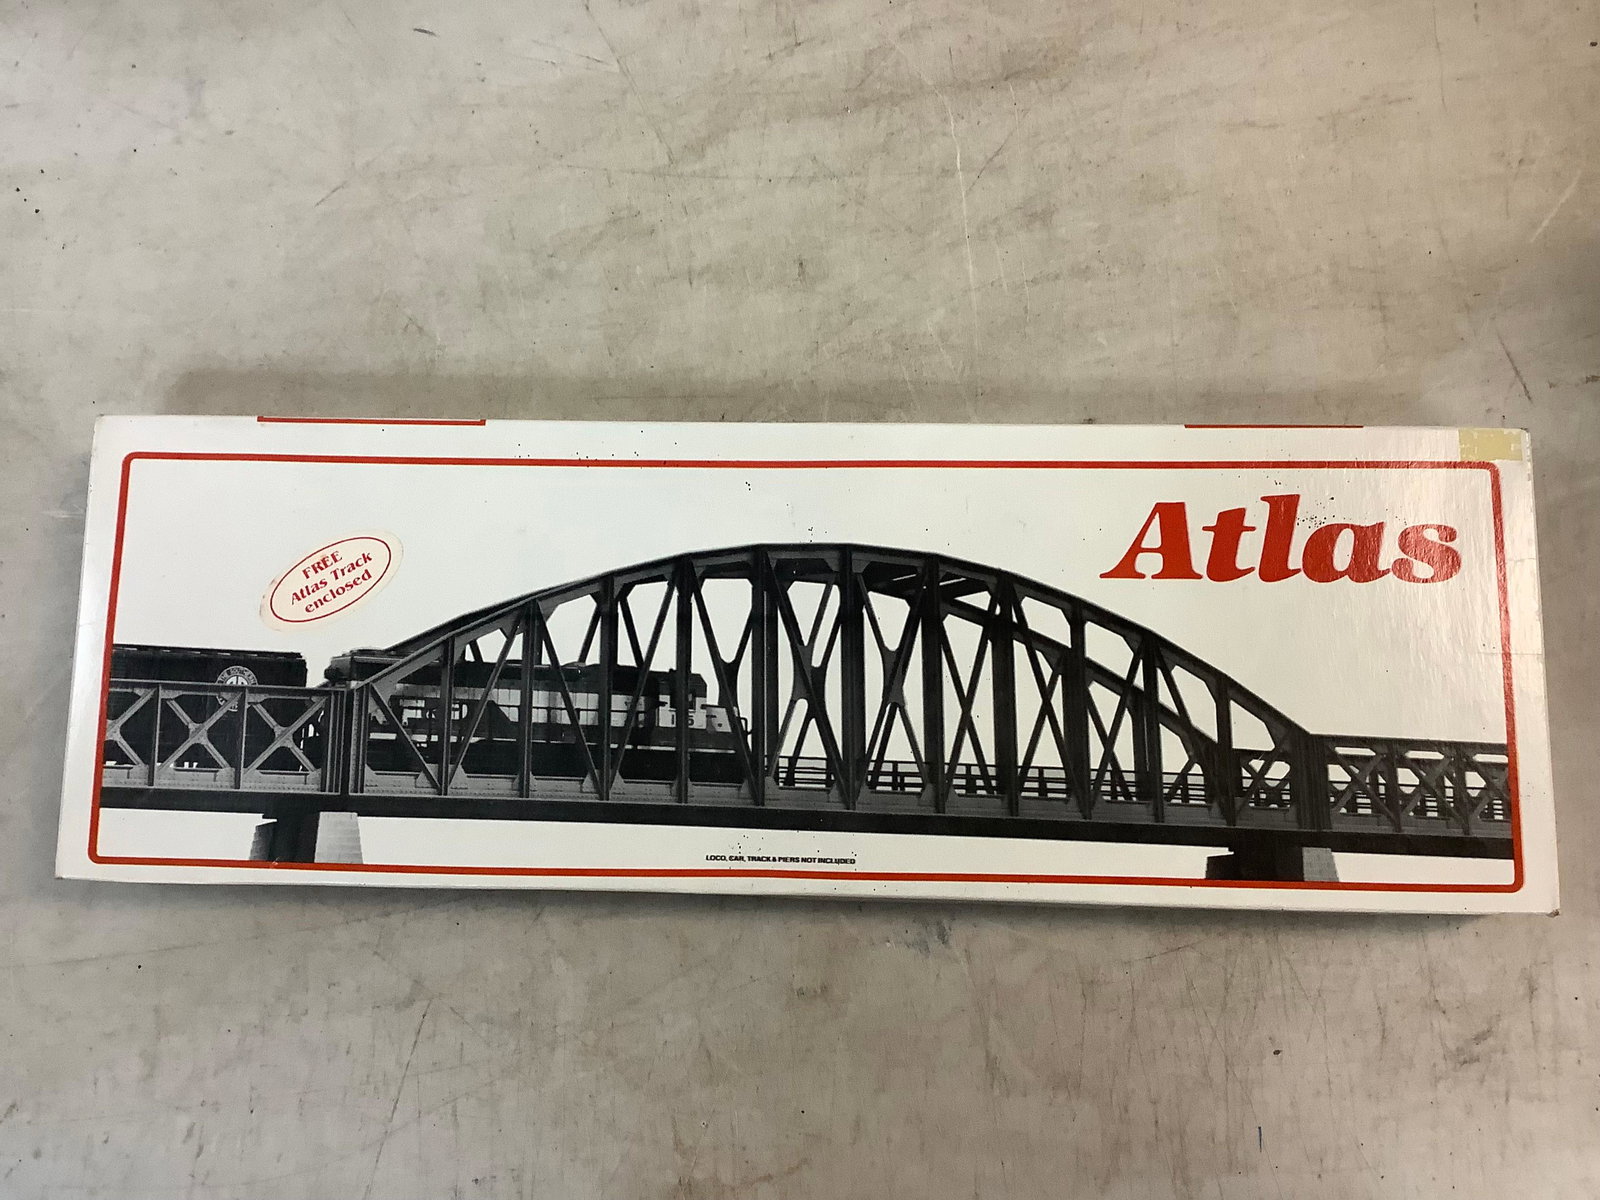 Atlas
FREE
Atlas Track
enclosed
LOCO, CAR, TRACK & PIERS NOT INCLUDED